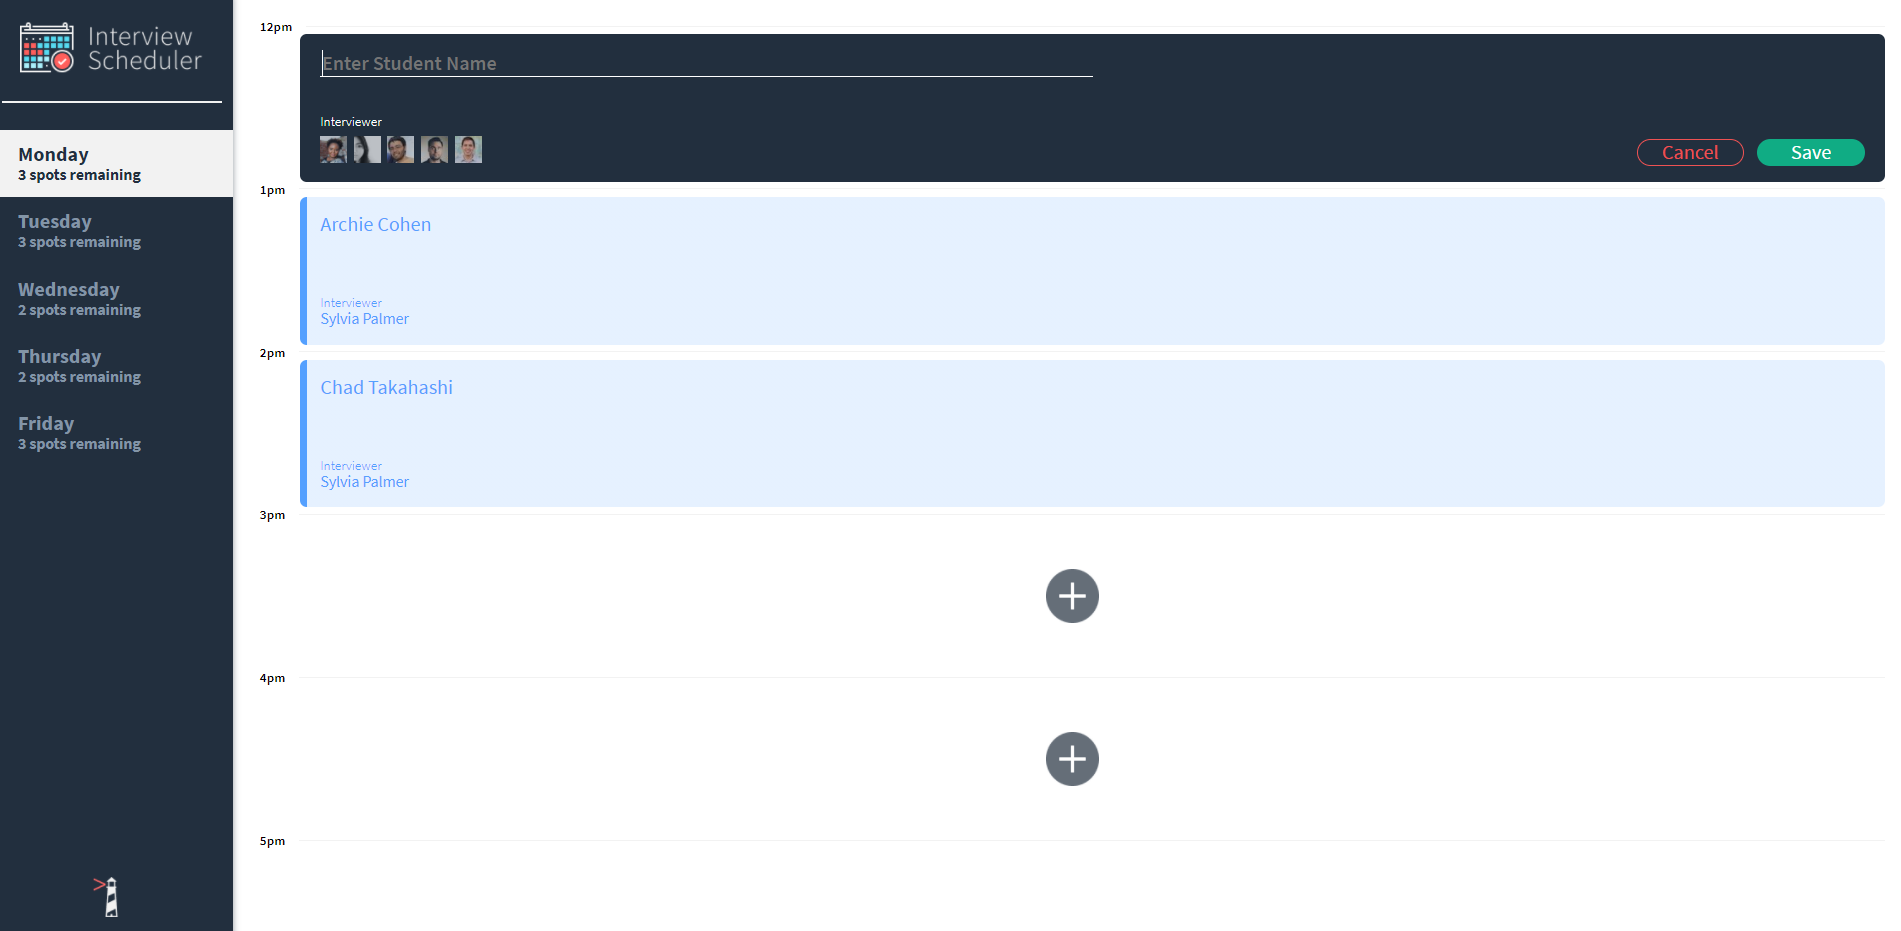 Interview
Scheduler
Monday
3 spots remaining
Tuesday
3 spots remaining
Wednesday
2 spots remaining
Thursday
2 spots remaining
Friday
3 spots remaining
12pm
Enter Student Name
Interviewer
Cancel
Save
1pm
Archie Cohen
Interviewer
Sylvia Palmer
2pm
Chad Takahashi
Interviewer
Sylvia Palmer
3pm
4pm
5pm